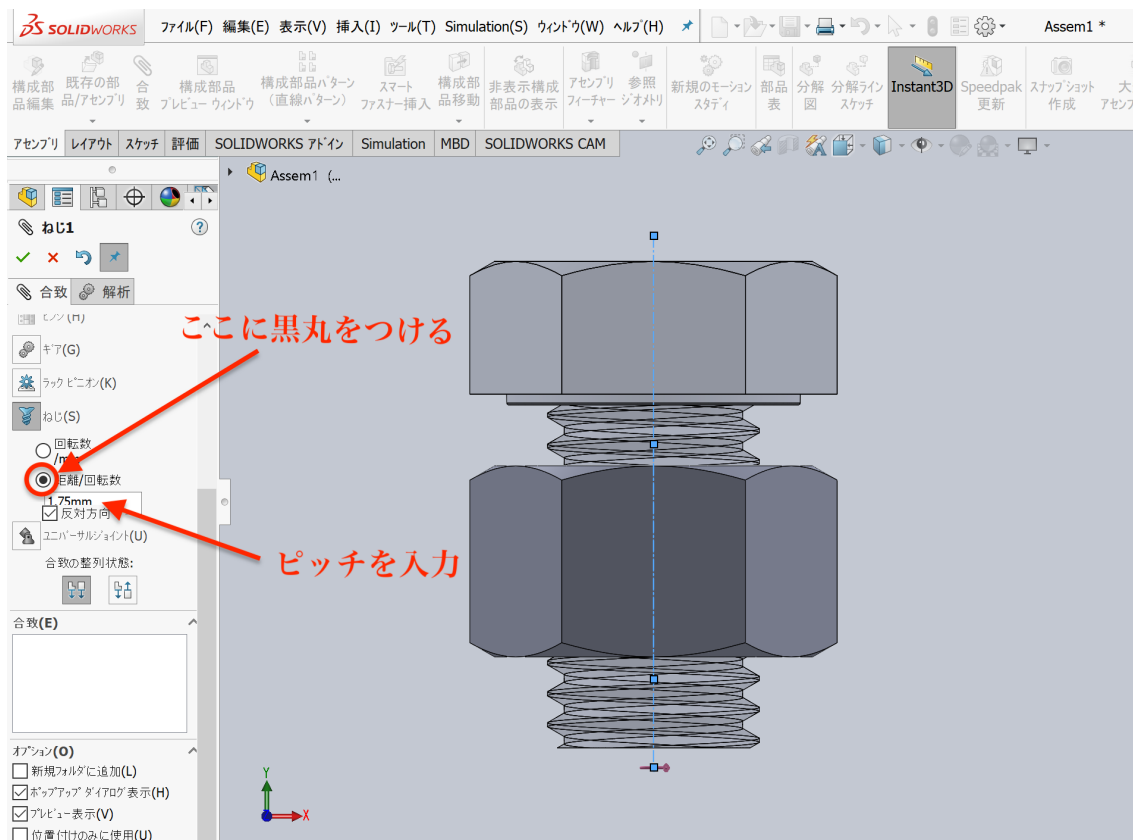 SOLIDWORKS ファイル(F) 編集(E) 表示(V) 挿入(I) ツール(T) Simulation(S) ウィンドウ(W) ヘルプ(H) Assem1 *
構成部品編集
既存の部品/アセンブリ
合致
構成部品プレビュー ウィンドウ
構成部品パターン(直線パターン)
スマート ファスナー挿入
構成部品移動
非表示構成部品の表示
アセンブリ フィーチャー
参照 ジオメトリ
新規のモーション スタディ
部品表
分解図
分解ライン スケッチ
Instant3D
Speedpak 更新
スナップショット 作成
大
アセン
アセンブリ レイアウト スケッチ 評価 SOLIDWORKS アドイン Simulation MBD SOLIDWORKS CAM
Assem1 (...
ねじ1
合致 解析
ヒンジ(H)
ここに黒丸をつける
ギア(G)
ラック ピニオン(K)
ねじ(S)
回転数
距離/回転数
1.75mm
反対方向
ユニバーサルジョイント(U)
ピッチを入力
合致の整列状態:
合致(E)
オプション(O)
新規フォルダに追加(L)
ポップアップ ダイアログ表示(H)
プレビュー表示(V)
位置付けのみに使用(U)
Y
X